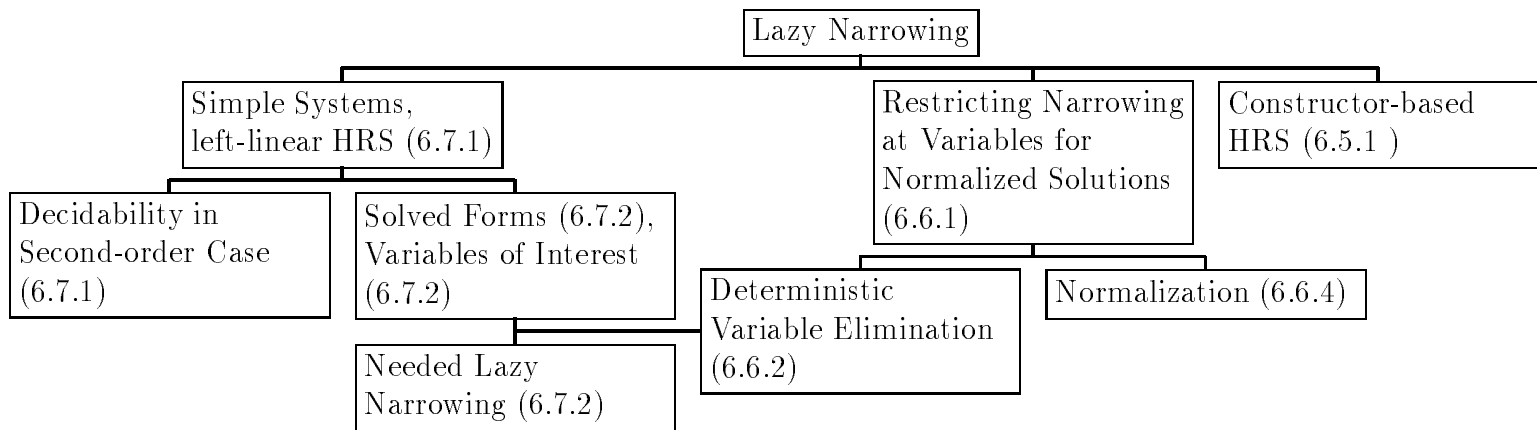 Lazy Narrowing
Simple Systems,
left-linear HRS (6.7.1)
Restricting Narrowing
at Variables for
Normalized Solutions
(6.6.1)
Constructor-based
HRS (6.5.1 )
Decidability in
Second-order Case
(6.7.1)
Solved Forms (6.7.2),
Variables of Interest
(6.7.2)
Deterministic
Variable Elimination
(6.6.2)
Normalization (6.6.4)
Needed Lazy
Narrowing (6.7.2)